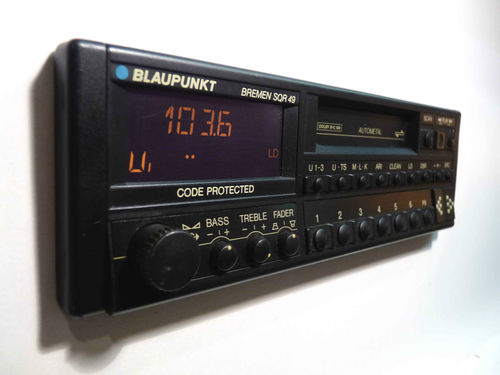 BLAUPUNKT
BREMEN SQR 49
103.6
U1
LD
CODE PROTECTED
BASS
TREBLE
FADER
- +
- +
DOLBY B-C NR
AUTOMETAL
SCAN
U 1-3
U-TS
M·L·K
ARI
CLEAN
LD
1
2
3
4
5
6